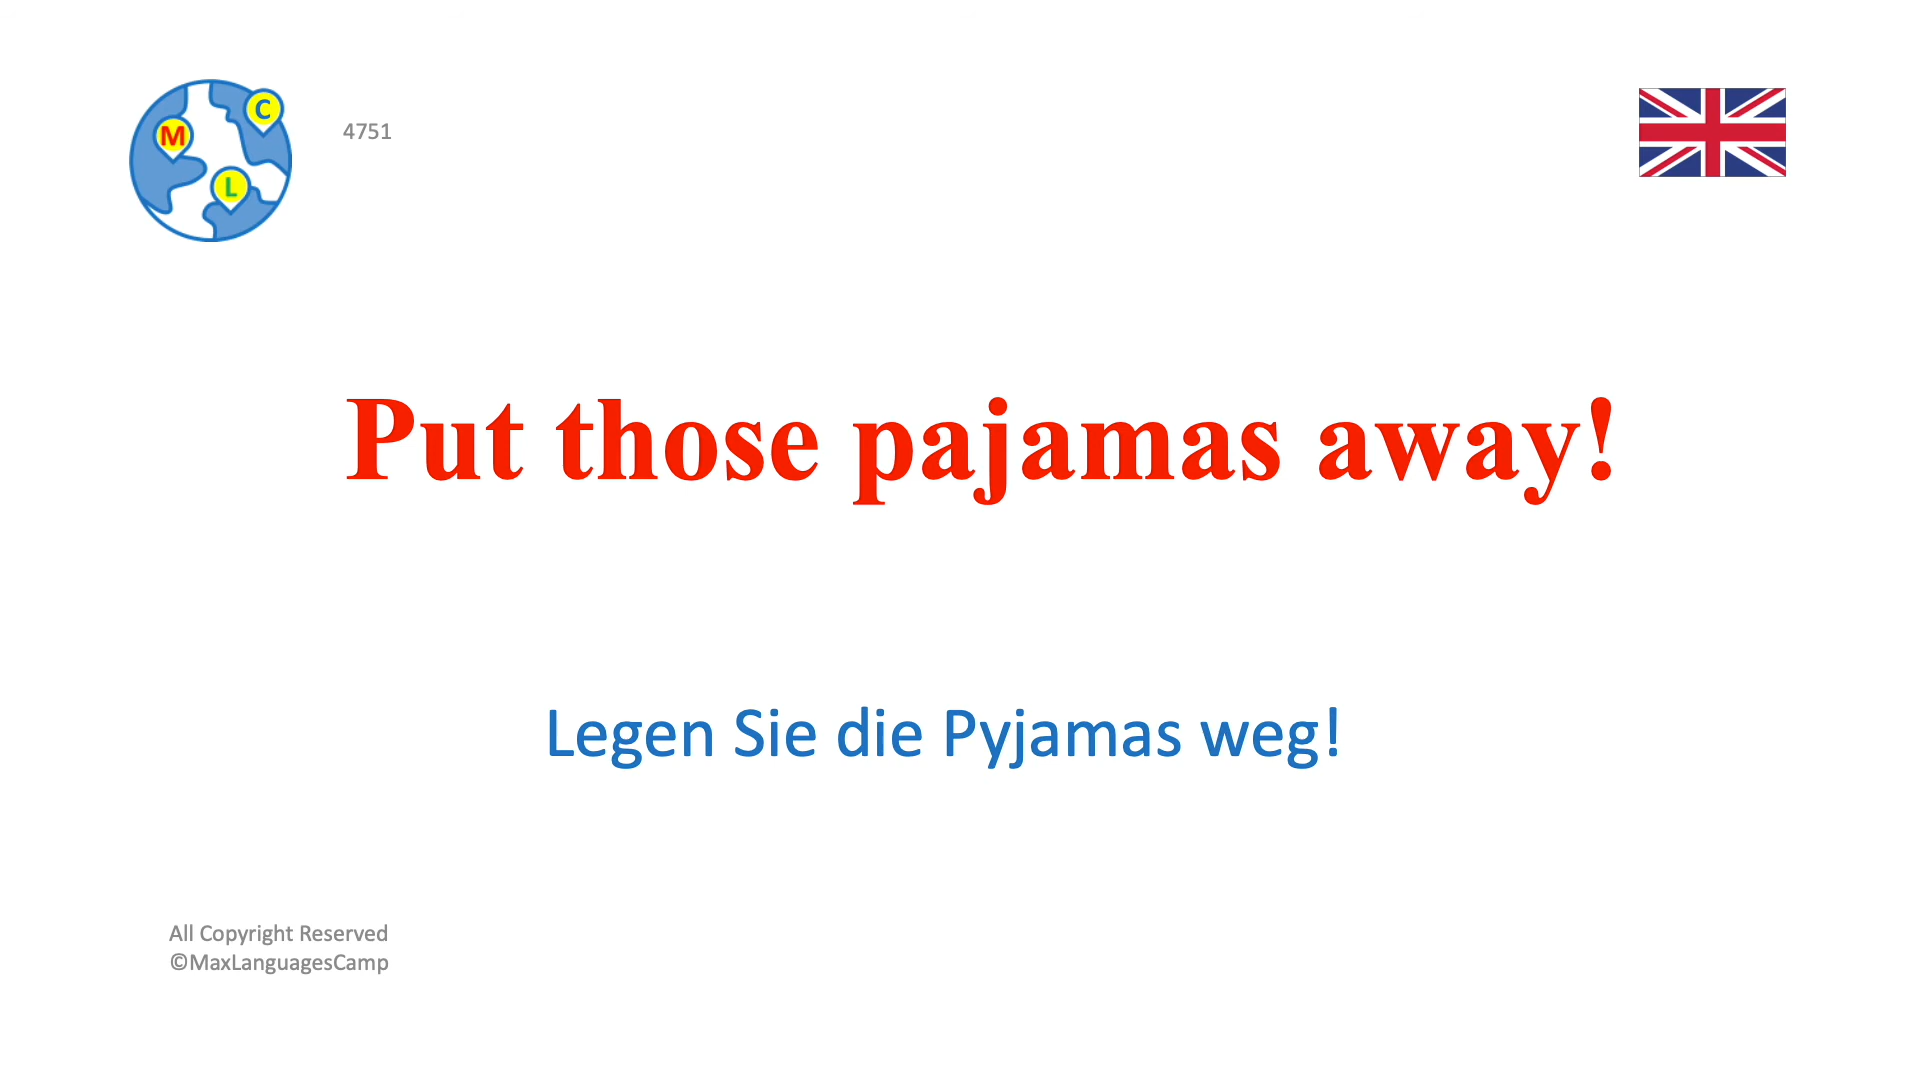 C
M
L
4751
Put those pajamas away!
Legen Sie die Pyjamas weg!
All Copyright Reserved
©MaxLanguagesCamp